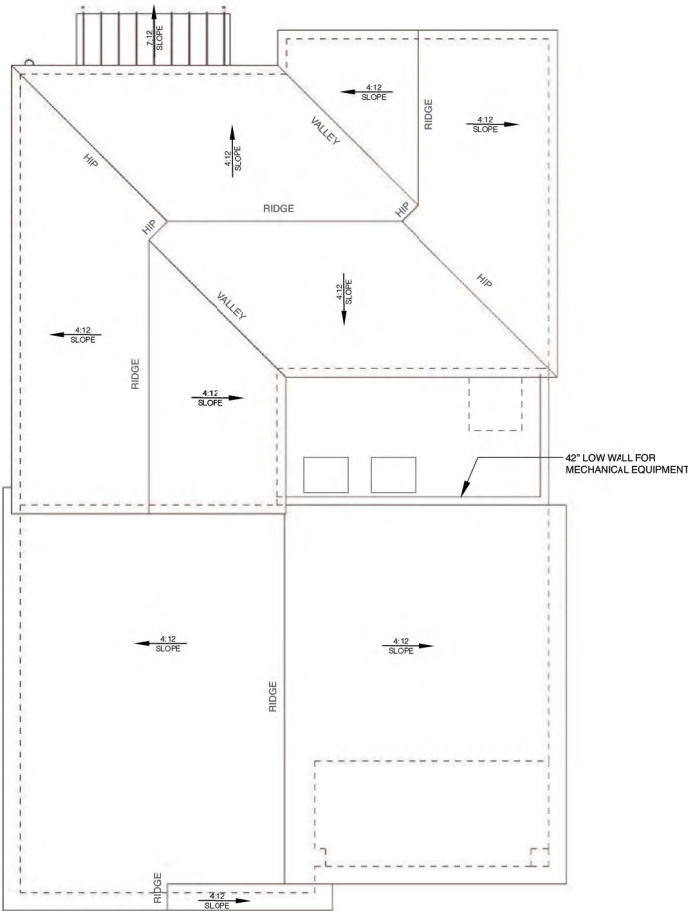 7:12
SLOPE
4:12
SLOPE
RIDGE
4:12
SLOPE
VALLEY
4:12
SLOPE
HIP
RIDGE
HIP
HIP
4:12
SLOPE
HIP
VALLEY
4:12
SLOPE
RIDGE
4:12
SLOPE
42" LOW WALL FOR
MECHANICAL EQUIPMENT
4:12
SLOPE
4:12
SLOPE
RIDGE
RIDGE
4:12
SLOPE